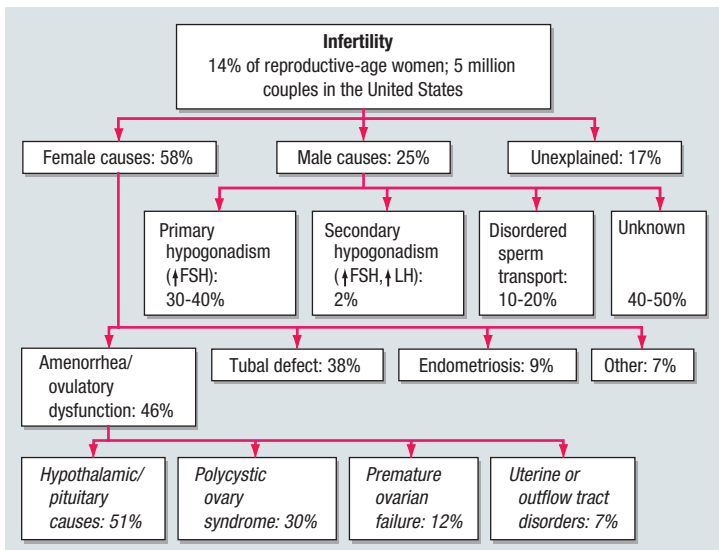 Infertility
14% of reproductive-age women; 5 million
couples in the United States
Female causes: 58%
Male causes: 25%
Unexplained: 17%
Primary
hypogonadism
(↑FSH):
30-40%
Secondary
hypogonadism
(↑FSH,↑LH):
2%
Disordered
sperm
transport:
10-20%
Unknown
40-50%
Amenorrhea/
ovulatory
dysfunction: 46%
Tubal defect: 38%
Endometriosis: 9%
Other: 7%
Hypothalamic/
pituitary
causes: 51%
Polycystic
ovary
syndrome: 30%
Premature
ovarian
failure: 12%
Uterine or
outflow tract
disorders: 7%